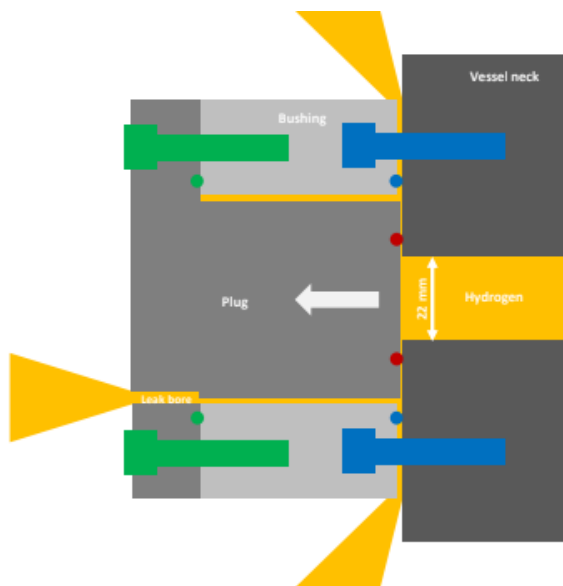 Vessel neck
Bushing
Plug
22 mm
Hydrogen
Leak bore